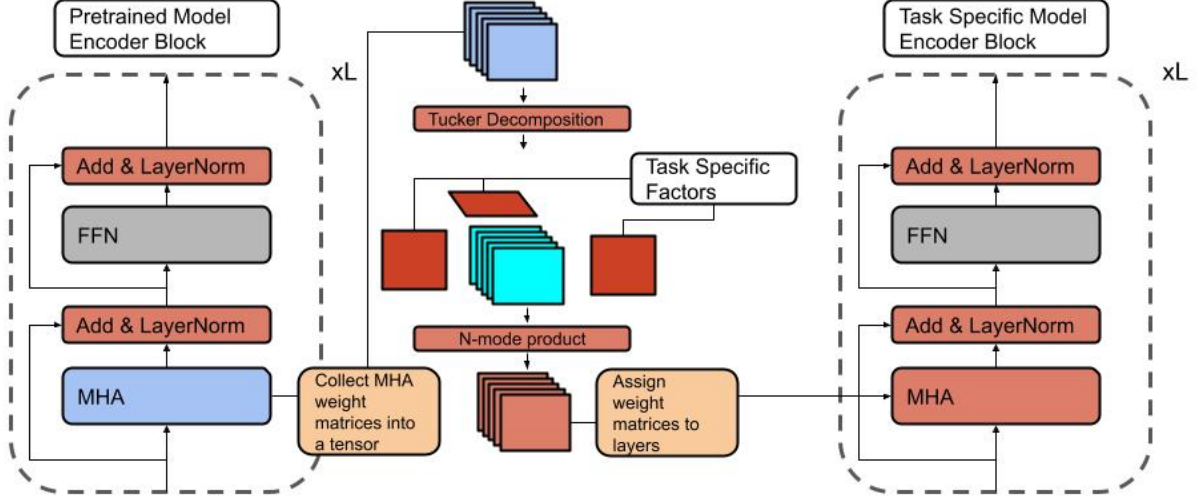 Pretrained Model
Encoder Block
xL
Add & LayerNorm
FFN
Add & LayerNorm
MHA
Collect MHA
weight
matrices into
a tensor
Tucker Decomposition
Task Specific
Factors
N-mode product
Assign
weight
matrices to
layers
Task Specific Model
Encoder Block
xL
Add & LayerNorm
FFN
Add & LayerNorm
MHA